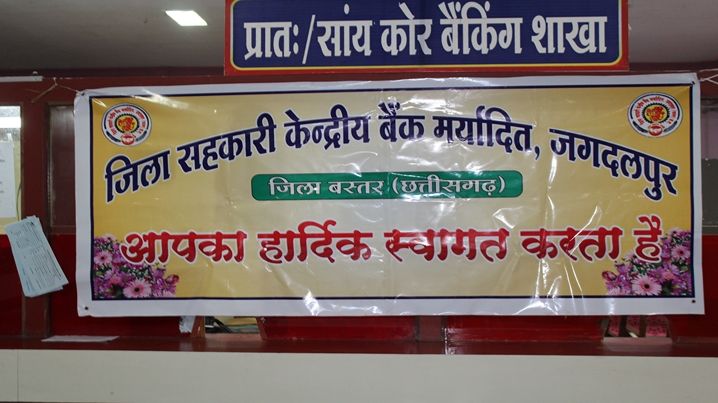 प्रातः/सांय कोर बैंकिंग शाखा
जिला सहकारी केन्द्रीय बैंक मर्यादित, जगदलपुर
जिला बस्तर (छत्तीसगढ़)
आपका हार्दिक स्वागत करता है